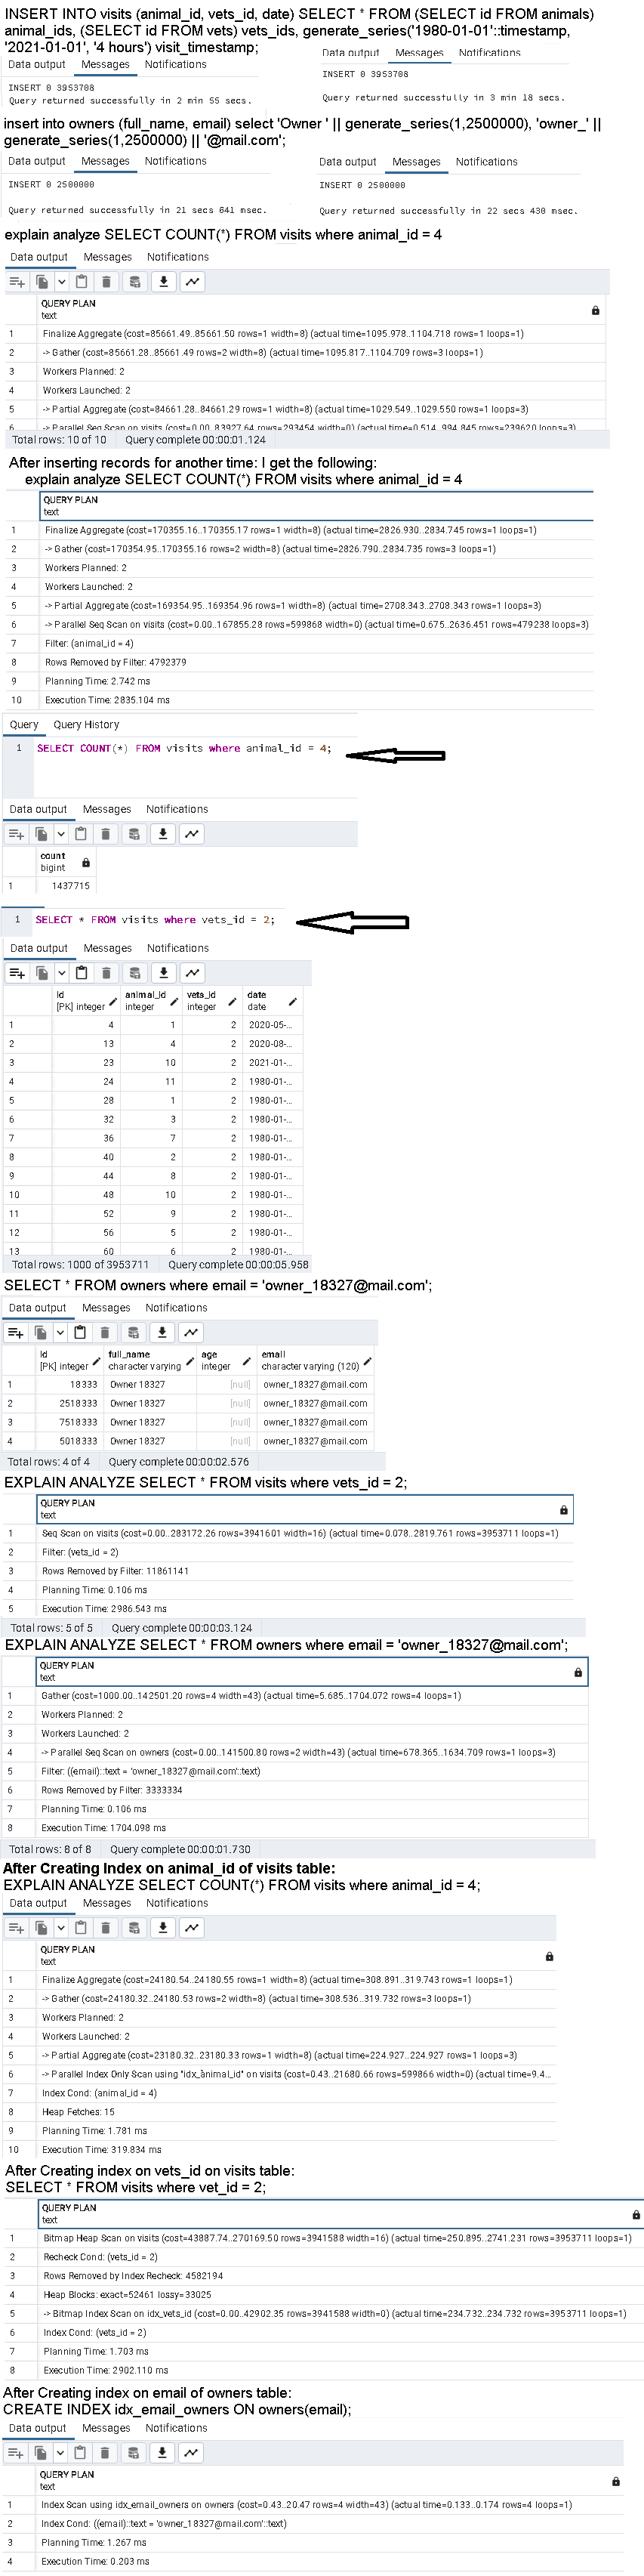 INSERT INTO visits (animal_id, vets_id, date) SELECT * FROM (SELECT id FROM animals)
animal_ids, (SELECT id FROM vets) vets_ids, generate_series('1980-01-01'::timestamp,
'2021-01-01', '4 hours') visit_timestamp;
Data output Messages Notifications
INSERT 0 3953708
Query returned successfully in 2 min 55 secs.
Data output Messages Notifications
INSERT 0 3953708
Query returned successfully in 3 min 18 secs.
insert into owners (full_name, email) select 'Owner ' || generate_series(1,2500000), 'owner_' ||
generate_series(1,2500000) || '@mail.com';
Data output Messages Notifications
INSERT 0 2500000
Query returned successfully in 21 secs 641 msec.
Data output Messages Notifications
INSERT 0 2500000
Query returned successfully in 22 secs 430 msec.
explain analyze SELECT COUNT(*) FROM visits where animal_id = 4
Data output Messages Notifications
QUERY PLAN
text
1 Finalize Aggregate (cost=85661.49..85661.50 rows=1 width=8) (actual time=1095.978..1104.718 rows=1 loops=1)
2 -> Gather (cost=85661.28..85661.49 rows=2 width=8) (actual time=1095.817..1104.709 rows=3 loops=1)
3 Workers Planned: 2
4 Workers Launched: 2
5 -> Partial Aggregate (cost=84661.28..84661.29 rows=1 width=8) (actual time=1029.549..1029.550 rows=1 loops=3)
6 -> Parallel Seq Scan on visits (cost=0.00..83927.64 rows=293454 width=0) (actual time=0.514..994.845 rows=239620 loops=3)
Total rows: 10 of 10 Query complete 00:00:01.124
After inserting records for another time: I get the following:
explain analyze SELECT COUNT(*) FROM visits where animal_id = 4
QUERY PLAN
text
1 Finalize Aggregate (cost=170355.16..170355.17 rows=1 width=8) (actual time=2826.930..2834.745 rows=1 loops=1)
2 -> Gather (cost=170354.95..170355.16 rows=2 width=8) (actual time=2826.790..2834.735 rows=3 loops=1)
3 Workers Planned: 2
4 Workers Launched: 2
5 -> Partial Aggregate (cost=169354.95..169354.96 rows=1 width=8) (actual time=2708.343..2708.343 rows=1 loops=3)
6 -> Parallel Seq Scan on visits (cost=0.00..167855.28 rows=599868 width=0) (actual time=0.675..2636.451 rows=479238 loops=3)
7 Filter: (animal_id = 4)
8 Rows Removed by Filter: 4792379
9 Planning Time: 2.742 ms
10 Execution Time: 2835.104 ms
Query Query History
1 SELECT COUNT(*) FROM visits where animal_id = 4;
Data output Messages Notifications
count
bigint
1 1437715
1 SELECT * FROM visits where vets_id = 2;
Data output Messages Notifications
id animal_id vets_id date
[PK] integer integer integer date
1 4 1 2 2020-05-...
2 13 4 2 2020-08-...
3 23 10 2 2021-01-...
4 24 11 2 1980-01-...
5 28 1 2 1980-01-...
6 32 3 2 1980-01-...
7 36 7 2 1980-01-...
8 40 2 2 1980-01-...
9 44 8 2 1980-01-...
10 48 10 2 1980-01-...
11 52 9 2 1980-01-...
12 56 5 2 1980-01-...
13 60 6 2 1980-01-...
Total rows: 1000 of 3953711 Query complete 00:00:05.958
SELECT * FROM owners where email = 'owner_18327@mail.com';
Data output Messages Notifications
id full_name age email
[PK] integer character varying integer character varying (120)
1 18333 Owner 18327 [null] owner_18327@mail.com
2 2518333 Owner 18327 [null] owner_18327@mail.com
3 7518333 Owner 18327 [null] owner_18327@mail.com
4 5018333 Owner 18327 [null] owner_18327@mail.com
Total rows: 4 of 4 Query complete 00:00:02.576
EXPLAIN ANALYZE SELECT * FROM visits where vets_id = 2;
QUERY PLAN
text
1 Seq Scan on visits (cost=0.00..283172.26 rows=3941601 width=16) (actual time=0.078..2819.761 rows=3953711 loops=1)
2 Filter: (vets_id = 2)
3 Rows Removed by Filter: 11861141
4 Planning Time: 0.106 ms
5 Execution Time: 2986.543 ms
Total rows: 5 of 5 Query complete 00:00:03.124
EXPLAIN ANALYZE SELECT * FROM owners where email = 'owner_18327@mail.com';
QUERY PLAN
text
1 Gather (cost=1000.00..142501.20 rows=4 width=43) (actual time=5.685..1704.072 rows=4 loops=1)
2 Workers Planned: 2
3 Workers Launched: 2
4 -> Parallel Seq Scan on owners (cost=0.00..141500.80 rows=2 width=43) (actual time=678.365..1634.709 rows=1 loops=3)
5 Filter: ((email)::text = 'owner_18327@mail.com'::text)
6 Rows Removed by Filter: 3333334
7 Planning Time: 0.106 ms
8 Execution Time: 1704.098 ms
Total rows: 8 of 8 Query complete 00:00:01.730
After Creating Index on animal_id of visits table:
EXPLAIN ANALYZE SELECT COUNT(*) FROM visits where animal_id = 4;
Data output Messages Notifications
QUERY PLAN
text
1 Finalize Aggregate (cost=24180.54..24180.55 rows=1 width=8) (actual time=308.891..319.743 rows=1 loops=1)
2 -> Gather (cost=24180.32..24180.53 rows=2 width=8) (actual time=308.536..319.732 rows=3 loops=1)
3 Workers Planned: 2
4 Workers Launched: 2
5 -> Partial Aggregate (cost=23180.32..23180.33 rows=1 width=8) (actual time=224.927..224.927 rows=1 loops=3)
6 -> Parallel Index Only Scan using "idx_animal_id" on visits (cost=0.43..21680.66 rows=599866 width=0) (actual time=9.4...
7 Index Cond: (animal_id = 4)
8 Heap Fetches: 15
9 Planning Time: 1.781 ms
10 Execution Time: 319.834 ms
After Creating index on vets_id on visits table:
SELECT * FROM visits where vet_id = 2;
QUERY PLAN
text
1 Bitmap Heap Scan on visits (cost=43887.74..270169.50 rows=3941588 width=16) (actual time=250.895..2741.231 rows=3953711 loops=1)
2 Recheck Cond: (vets_id = 2)
3 Rows Removed by Index Recheck: 4582194
4 Heap Blocks: exact=52461 lossy=33025
5 -> Bitmap Index Scan on idx_vets_id (cost=0.00..42902.35 rows=3941588 width=0) (actual time=234.732..234.732 rows=3953711 loops=1)
6 Index Cond: (vets_id = 2)
7 Planning Time: 1.703 ms
8 Execution Time: 2902.110 ms
After Creating index on email of owners table:
CREATE INDEX idx_email_owners ON owners(email);
Data output Messages Notifications
QUERY PLAN
text
1 Index Scan using idx_email_owners on owners (cost=0.43..20.47 rows=4 width=43) (actual time=0.133..0.174 rows=4 loops=1)
2 Index Cond: ((email)::text = 'owner_18327@mail.com'::text)
3 Planning Time: 1.267 ms
4 Execution Time: 0.203 ms